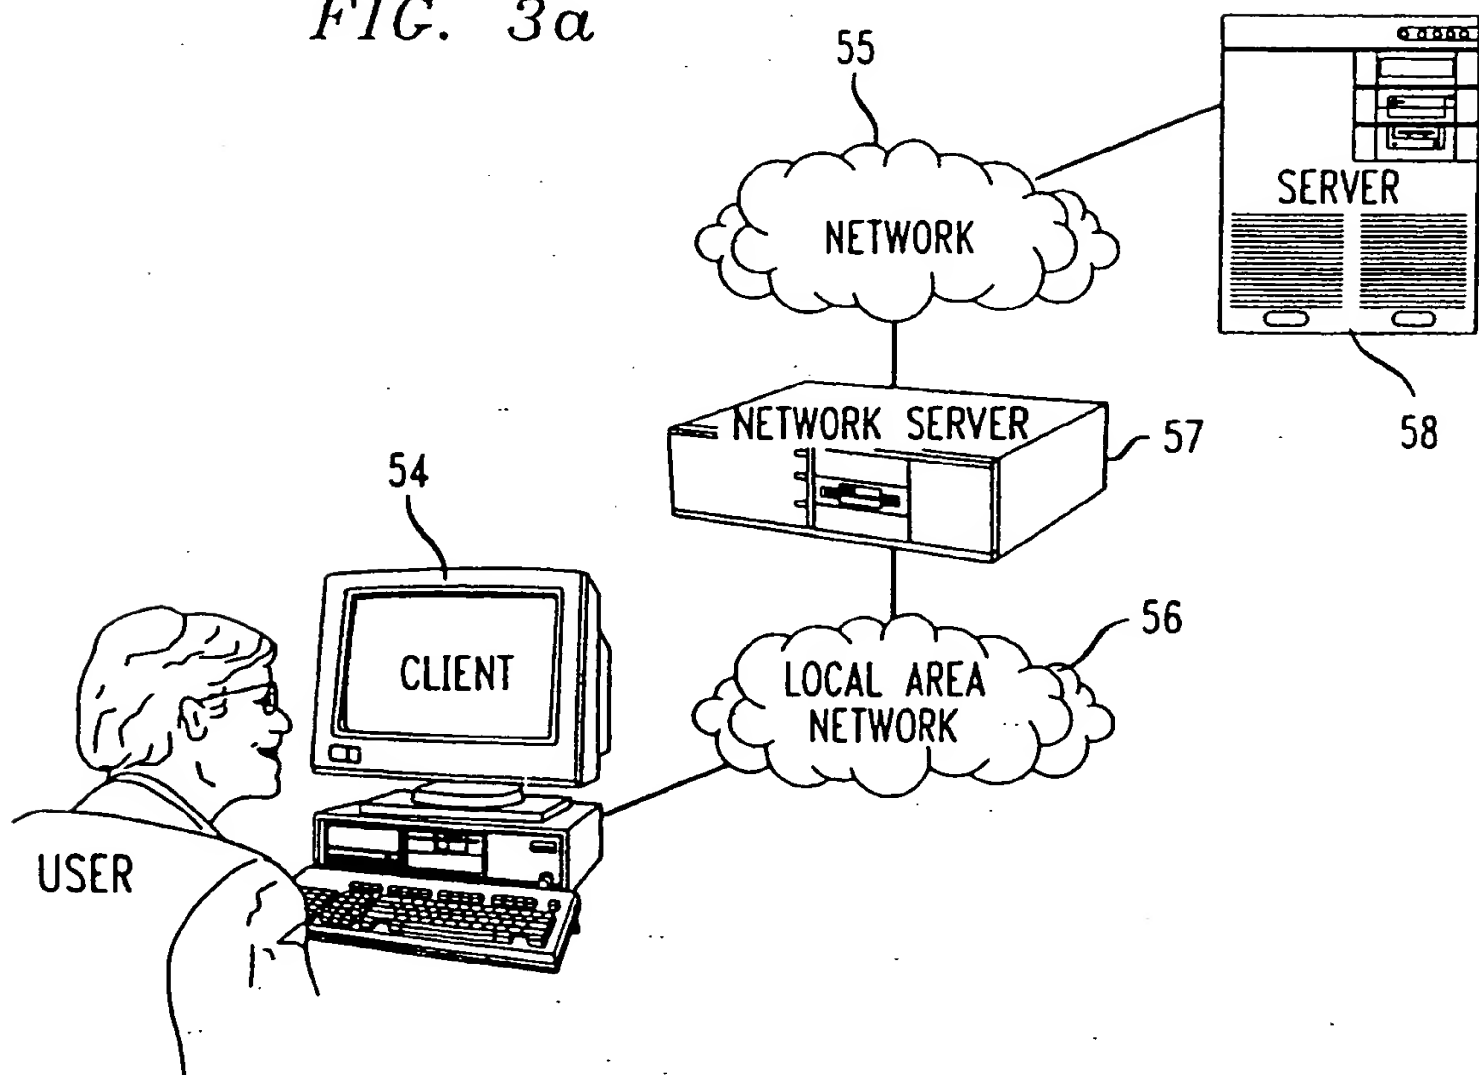 FIG. 3a
55
NETWORK
SERVER
58
NETWORK SERVER
57
54
CLIENT
56
LOCAL AREA
NETWORK
USER